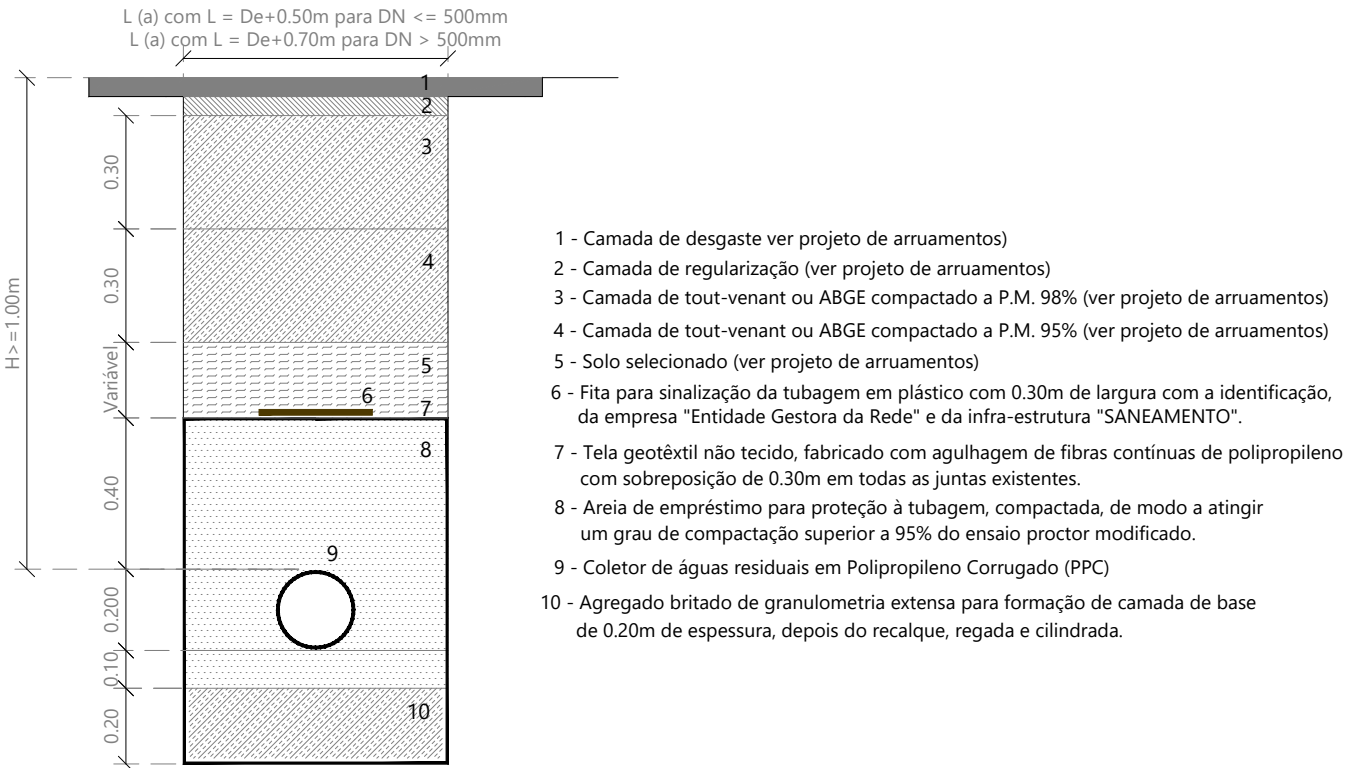 L (a) com L = De+0.50m para DN <= 500mm
L (a) com L = De+0.70m para DN > 500mm
1
2
3
4
5
6
7
8
9
10
H>=1.00m
0.30
0.30
Variável
0.40
0.200
0.10
0.20
1 - Camada de desgaste ver projeto de arruamentos)
2 - Camada de regularização (ver projeto de arruamentos)
3 - Camada de tout-venant ou ABGE compactado a P.M. 98% (ver projeto de arruamentos)
4 - Camada de tout-venant ou ABGE compactado a P.M. 95% (ver projeto de arruamentos)
5 - Solo selecionado (ver projeto de arruamentos)
6 - Fita para sinalização da tubagem em plástico com 0.30m de largura com a identificação,
da empresa "Entidade Gestora da Rede" e da infra-estrutura "SANEAMENTO".
7 - Tela geotêxtil não tecido, fabricado com agulhagem de fibras contínuas de polipropileno
com sobreposição de 0.30m em todas as juntas existentes.
8 - Areia de empréstimo para proteção à tubagem, compactada, de modo a atingir
um grau de compactação superior a 95% do ensaio proctor modificado.
9 - Coletor de águas residuais em Polipropileno Corrugado (PPC)
10 - Agregado britado de granulometria extensa para formação de camada de base
de 0.20m de espessura, depois do recalque, regada e cilindrada.